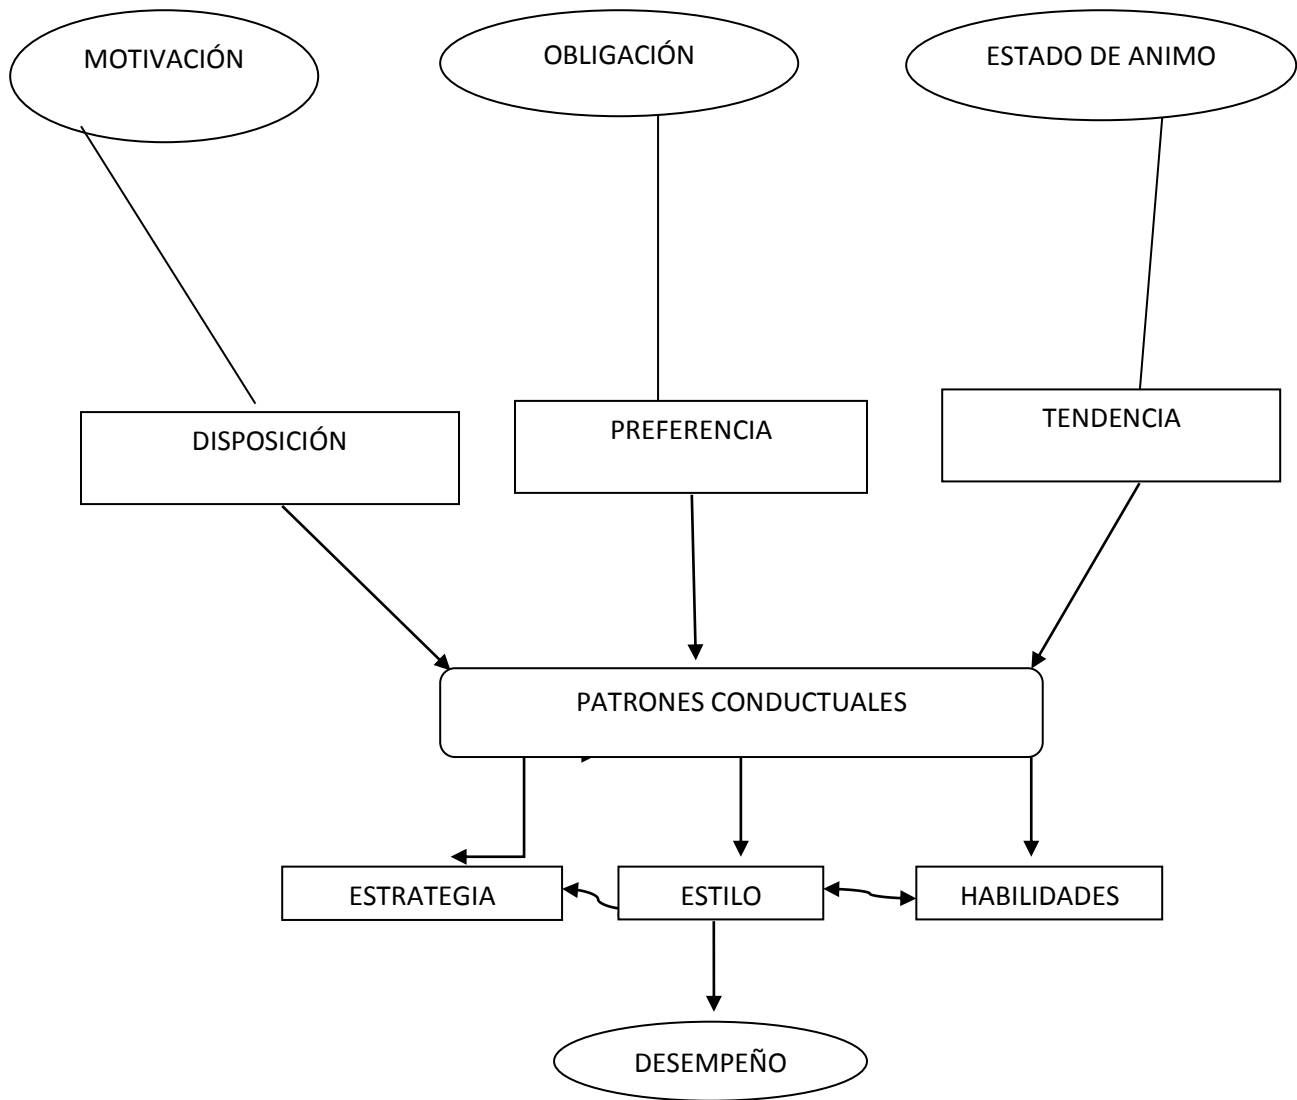 MOTIVACIÓN
OBLIGACIÓN
ESTADO DE ANIMO
DISPOSICIÓN
PREFERENCIA
TENDENCIA
PATRONES CONDUCTUALES
ESTRATEGIA
ESTILO
HABILIDADES
DESEMPEÑO